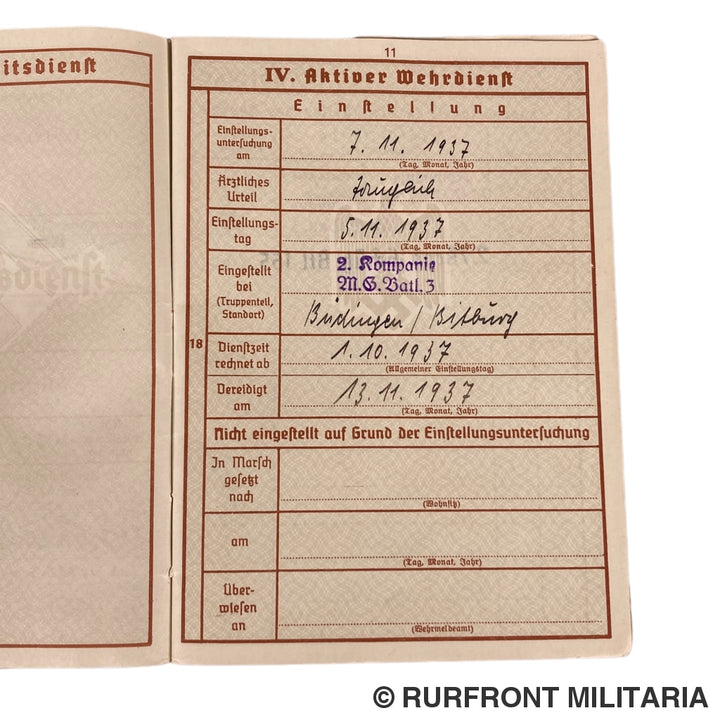 itsdienst
11
IV. Aktiver Wehrdienst
Einstellung
Einstellungs-
untersuchung
am
7. 11. 1937
(Tag, Monat, Jahr)
Ärztliches
Urteil
tauglich
Einstellungs-
tag
5. 11. 1937
(Tag, Monat, Jahr)
Eingestellt
bei
(Truppenteil,
Standort)
2. Kompanie
M.G. Batl. 3
Büdingen / Bitburg
18
Dienstzeit
rechnet ab
1. 10. 1937
(Allgemeiner Einstellungstag)
Vereidigt
am
13. 11. 1937
(Tag, Monat, Jahr)
Nicht eingestellt auf Grund der Einstellungsuntersuchung
In Marsch
gesetzt
nach
(Wohnsitz)
am
(Tag, Monat, Jahr)
Über-
wiesen
an
(Wehrmeldeamt)
© RURFRONT MILITARIA